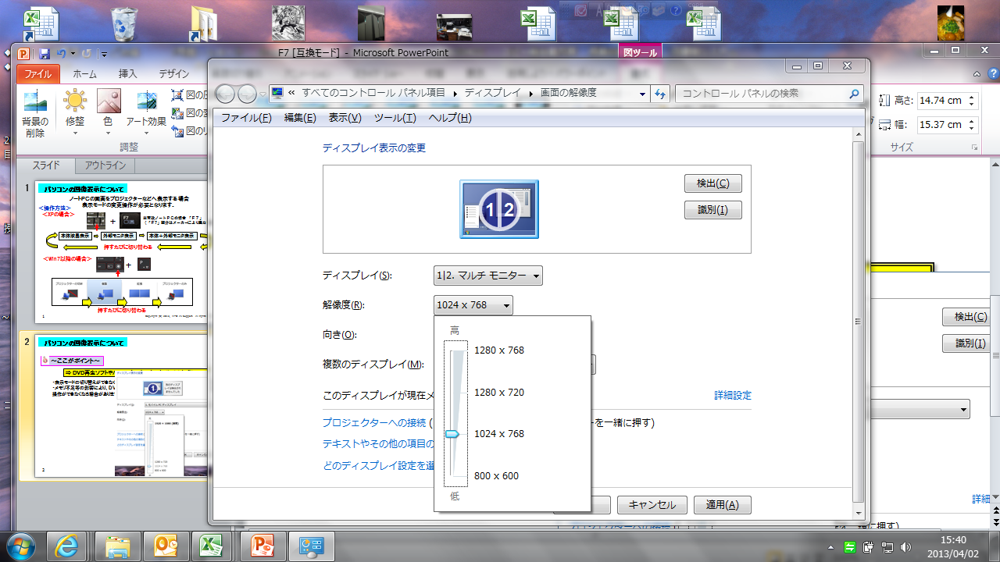 F7 [互換モード] - Microsoft PowerPoint
図ツール
ファイル ホーム 挿入 デザイン
背景の削除
修整
色
アート効果
調整
高さ: 14.74 cm
幅: 15.37 cm
サイズ
スライド アウトライン
1
パソコンの画像表示について
ノートPCの画面をプロジェクターなどへ表示する場合
表示モードの変更操作が必要となります。
<操作方法>
<XPの場合>
F7
本体液晶表示 外部モニタ表示 本体+外部モニタ表示
押すたびに切り替わる
<Win7以降の場合>
P
押すたびに切り替わる
1
2
パソコンの画像表示について
~ここがポイント~
2
<< すべてのコントロール パネル項目 ディスプレイ 画面の解像度
コントロール パネルの検索
ファイル(F) 編集(E) 表示(V) ツール(T) ヘルプ(H)
ディスプレイ表示の変更
1 2
検出(C)
識別(I)
ディスプレイ(S): 1|2. マルチ モニター
解像度(R): 1024 x 768
高
1280 x 768
1280 x 720
1024 x 768
800 x 600
低
向き(O):
複数のディスプレイ(M):
このディスプレイが現在
詳細設定
プロジェクターへの接続 (
ーを一緒に押す)
テキストやその他の項目の
どのディスプレイ設定を選
キャンセル 適用(A)
検出(C)
識別(I)
詳細
15:40
2013/04/02